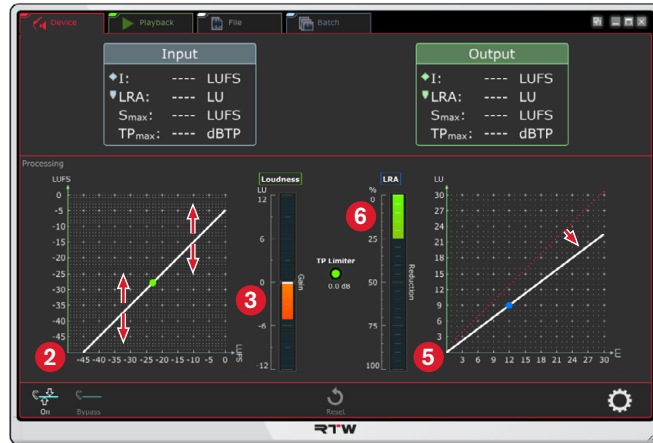 Device Playback File Batch
Input
I: ---- LUFS
LRA: ---- LU
Smax: ---- LUFS
TPmax: ---- dBTP
Output
I: ---- LUFS
LRA: ---- LU
Smax: ---- LUFS
TPmax: ---- dBTP
Processing
LUFS
0
-5
-10
-15
-20
-25
-30
-35
-40
-45
-45 -40 -35 -30 -25 -20 -15 -10 -5 0
LUFS
2
Loudness
LU
12
6
0
-6
-12
Gain
3
TP Limiter
0.0 dB
LRA
%
0
25
50
75
100
Reduction
6
LU
30
27
24
21
18
15
12
9
6
3
3 6 9 12 15 18 21 24 27 30
LU
5
On Bypass Reset
RTW